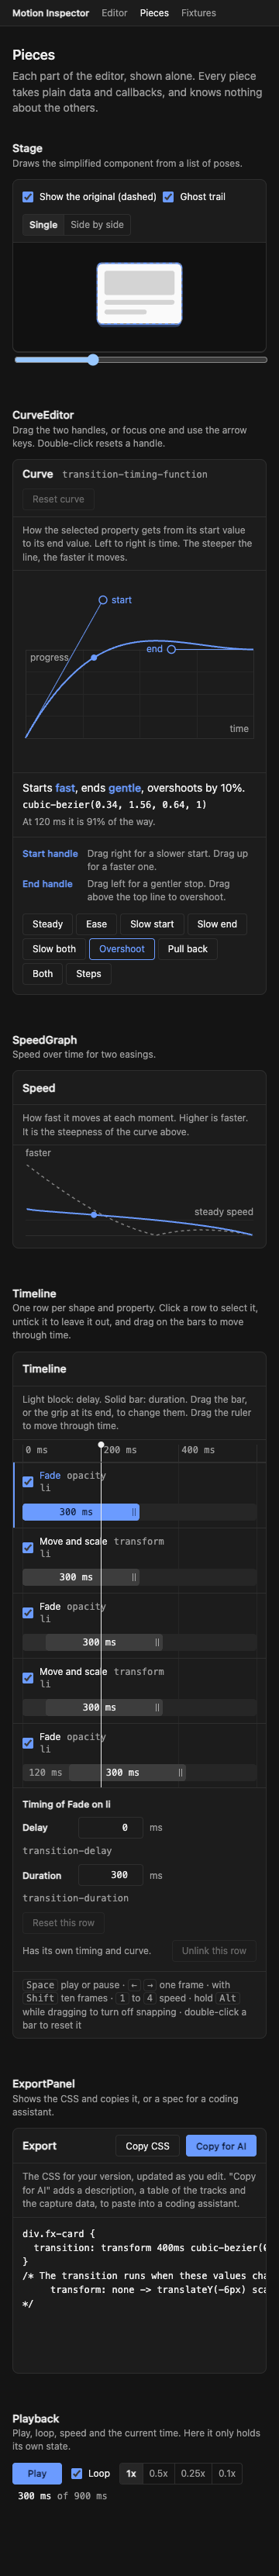 Motion Inspector Editor Pieces Fixtures
Pieces
Each part of the editor, shown alone. Every piece
takes plain data and callbacks, and knows nothing
about the others.
Stage
Draws the simplified component from a list of poses.
Show the original (dashed) Ghost trail
Single Side by side
CurveEditor
Drag the two handles, or focus one and use the arrow
keys. Double-click resets a handle.
Curve transition-timing-function
Reset curve
How the selected property gets from its start value
to its end value. Left to right is time. The steeper the
line, the faster it moves.
start
end
progress
time
Starts fast, ends gentle, overshoots by 10%.
cubic-bezier(0.34, 1.56, 0.64, 1)
At 120 ms it is 91% of the way.
Start handle Drag right for a slower start. Drag up
for a faster one.
End handle Drag left for a gentler stop. Drag
above the top line to overshoot.
Steady Ease Slow start Slow end
Slow both Overshoot Pull back
Both Steps
SpeedGraph
Speed over time for two easings.
Speed
How fast it moves at each moment. Higher is faster.
It is the steepness of the curve above.
faster
steady speed
Timeline
One row per shape and property. Click a row to select it,
untick it to leave it out, and drag on the bars to move
through time.
Timeline
Light block: delay. Solid bar: duration. Drag the bar,
or the grip at its end, to change them. Drag the ruler
to move through time.
0 ms 200 ms 400 ms
Fade opacity
li
300 ms
Move and scale transform
li
300 ms
Fade opacity
li
300 ms
Move and scale transform
li
300 ms
Fade opacity
li
120 ms 300 ms
Timing of Fade on li
Delay 0 ms
transition-delay
Duration 300 ms
transition-duration
Reset this row
Has its own timing and curve. Unlink this row
Space play or pause · ← → one frame · with
Shift ten frames · 1 to 4 speed · hold Alt
while dragging to turn off snapping · double-click a
bar to reset it
ExportPanel
Shows the CSS and copies it, or a spec for a coding
assistant.
Export Copy CSS Copy for AI
The CSS for your version, updated as you edit. "Copy
for AI" adds a description, a table of the tracks and
the capture data, to paste into a coding assistant.
div.fx-card {
transition: transform 400ms cubic-bezier(
}
/* The transition runs when these values cha
transform: none -> translateY(-6px) sca
*/
Playback
Play, loop, speed and the current time. Here it only holds
its own state.
Play Loop 1x 0.5x 0.25x 0.1x
300 ms of 900 ms